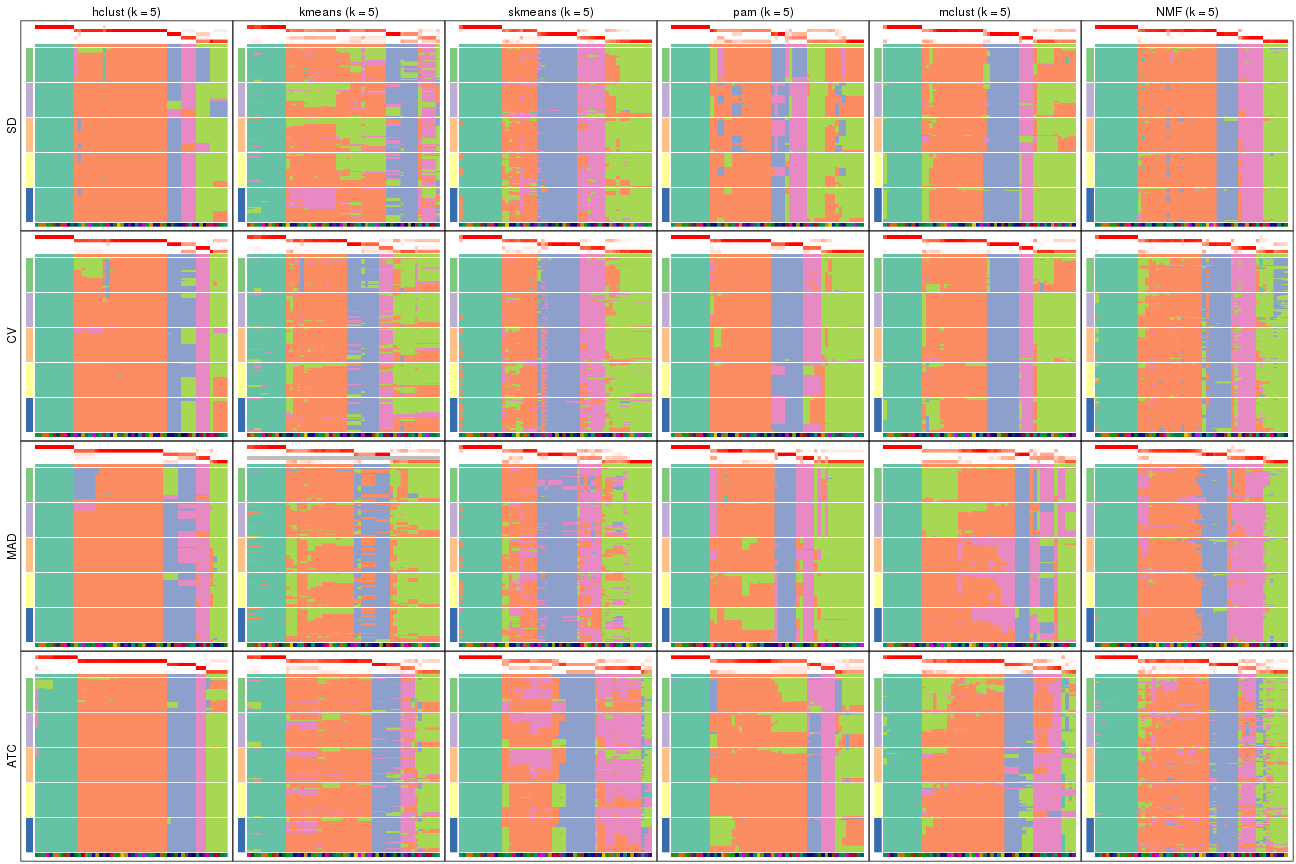 hclust (k = 5) kmeans (k = 5) skmeans (k = 5) pam (k = 5) mclust (k = 5) NMF (k = 5)
SD
CV
MAD
ATC